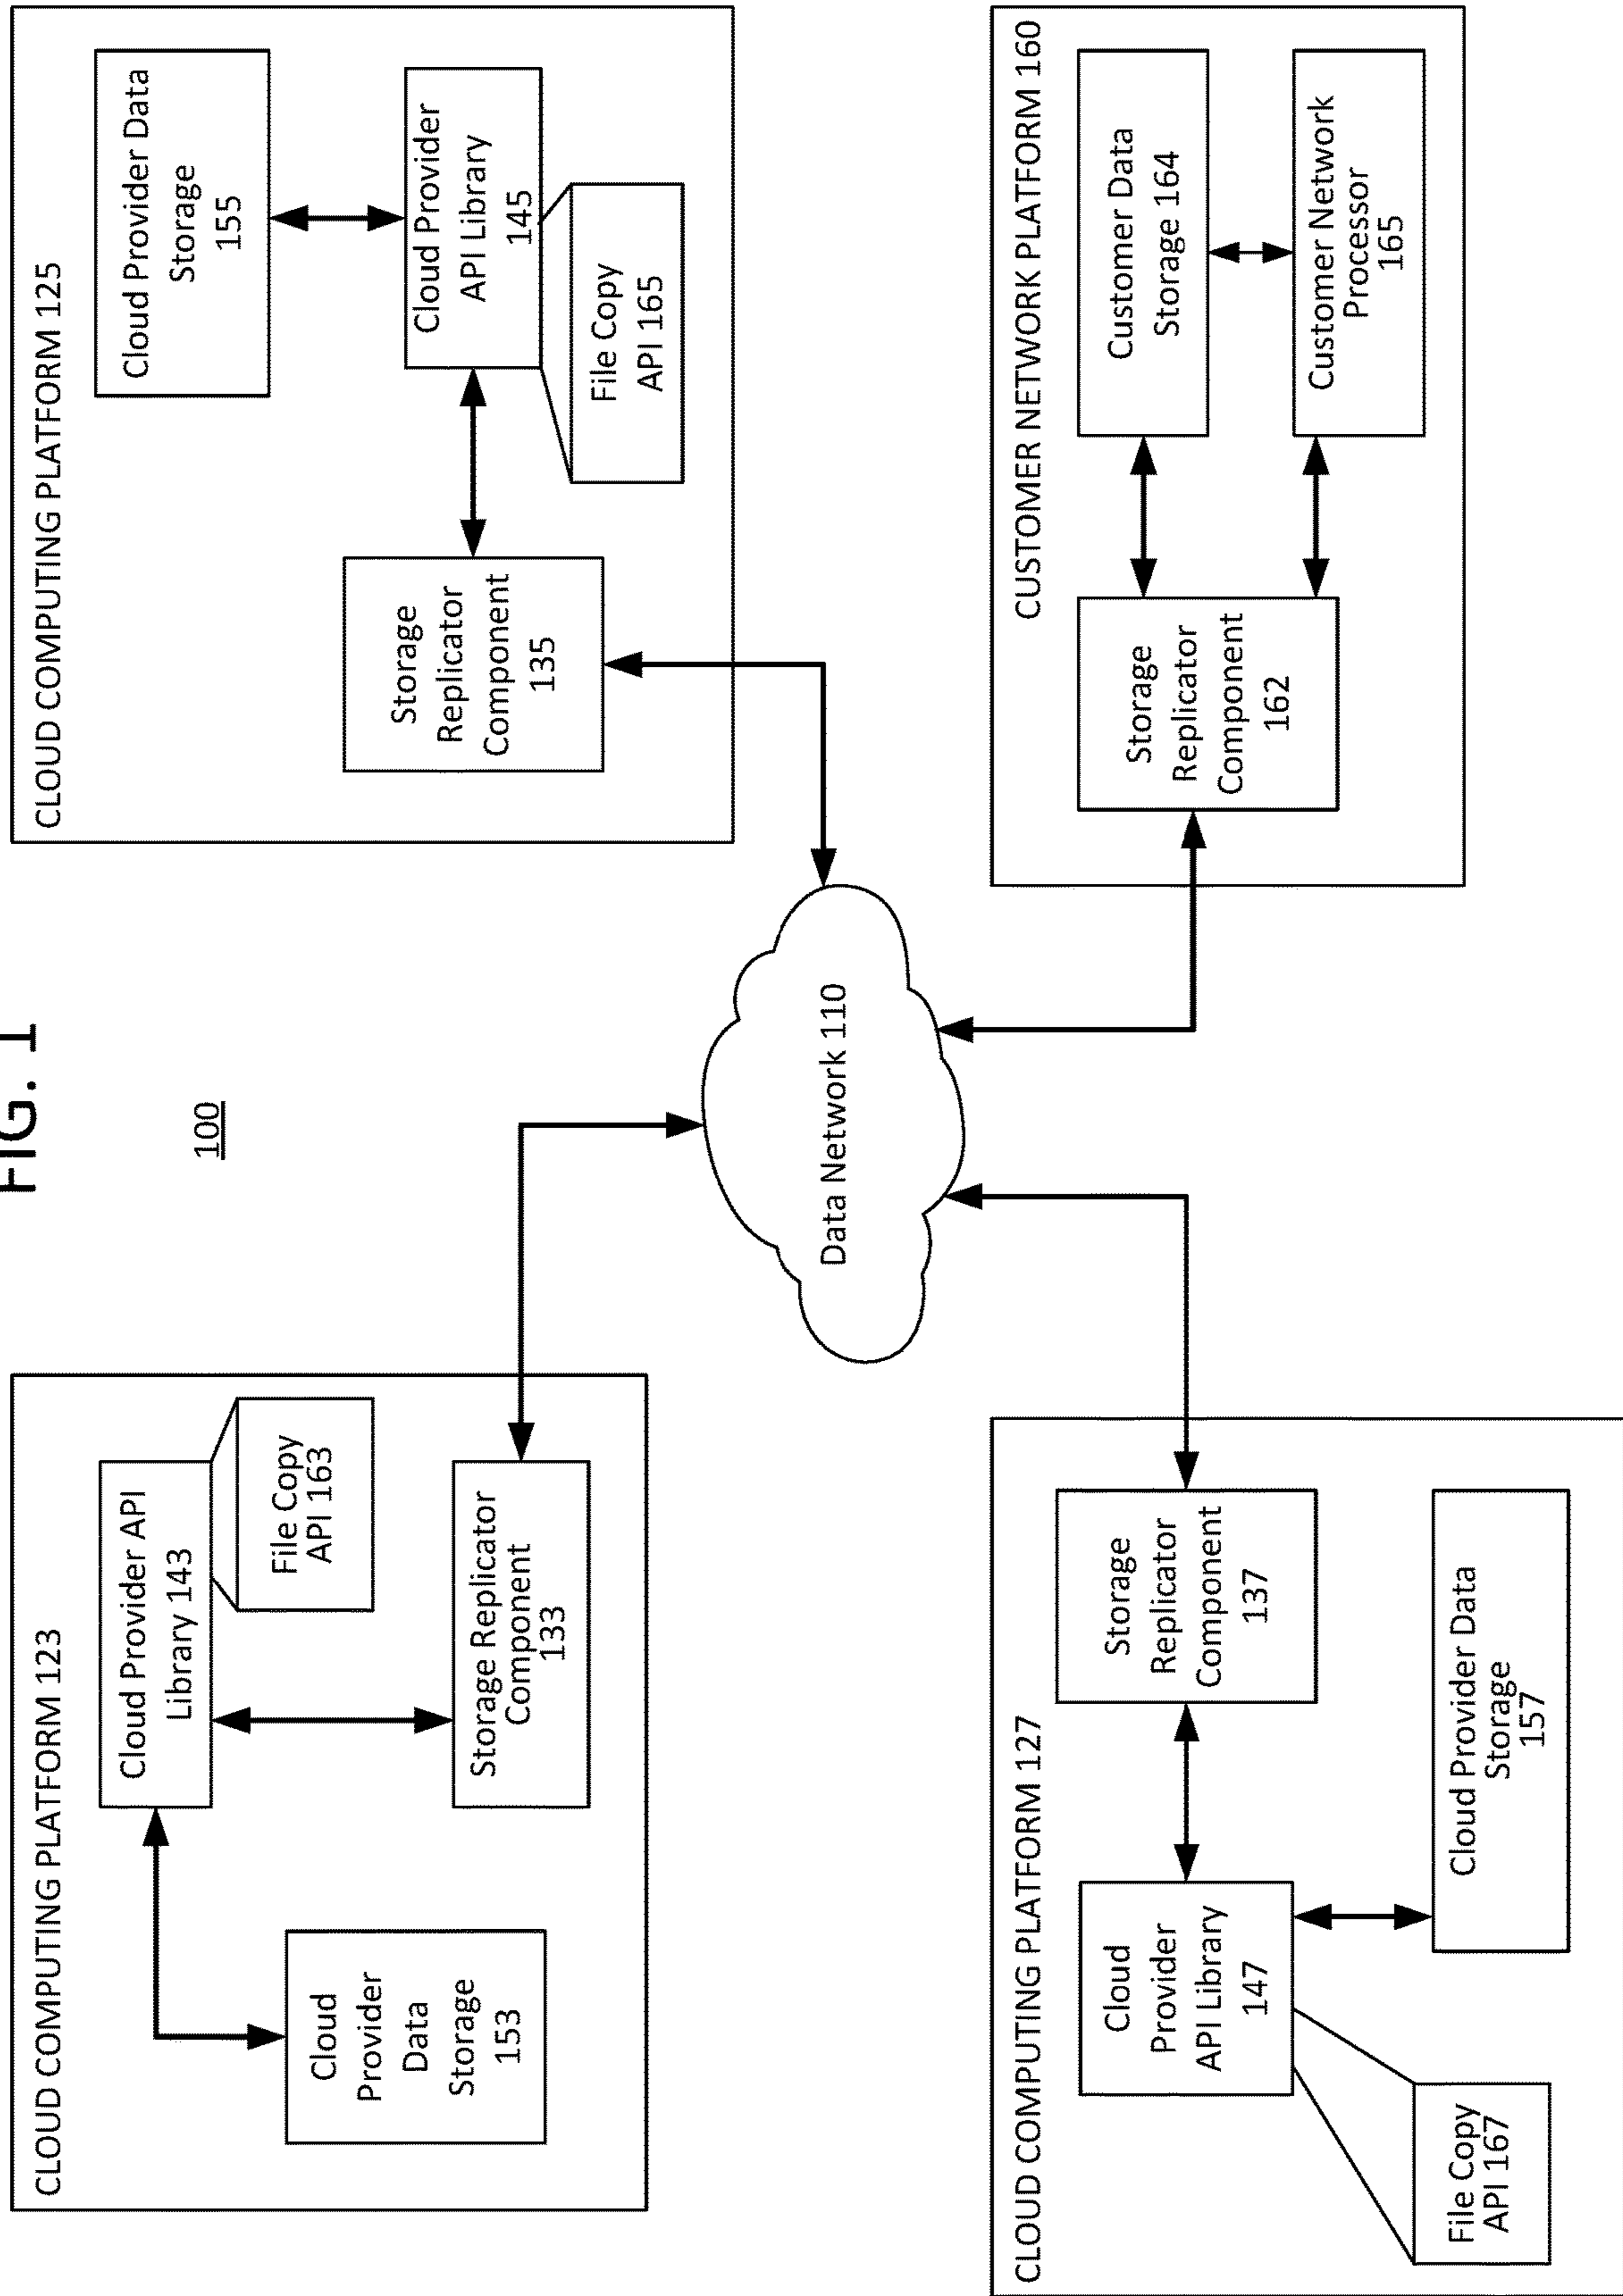 FIG. 1
100
CLOUD COMPUTING PLATFORM 123
Cloud Provider API
Library 143
File Copy
API 163
Cloud
Provider
Data
Storage
153
Storage Replicator
Component
133
CLOUD COMPUTING PLATFORM 125
Cloud Provider Data
Storage
155
Cloud Provider
API Library
145
File Copy
API 165
Storage
Replicator
Component
135
Data Network 110
CLOUD COMPUTING PLATFORM 127
Cloud
Provider
API Library
147
Storage
Replicator
Component
137
File Copy
API 167
Cloud Provider Data
Storage
157
CUSTOMER NETWORK PLATFORM 160
Storage
Replicator
Component
162
Customer Data
Storage 164
Customer Network
Processor
165